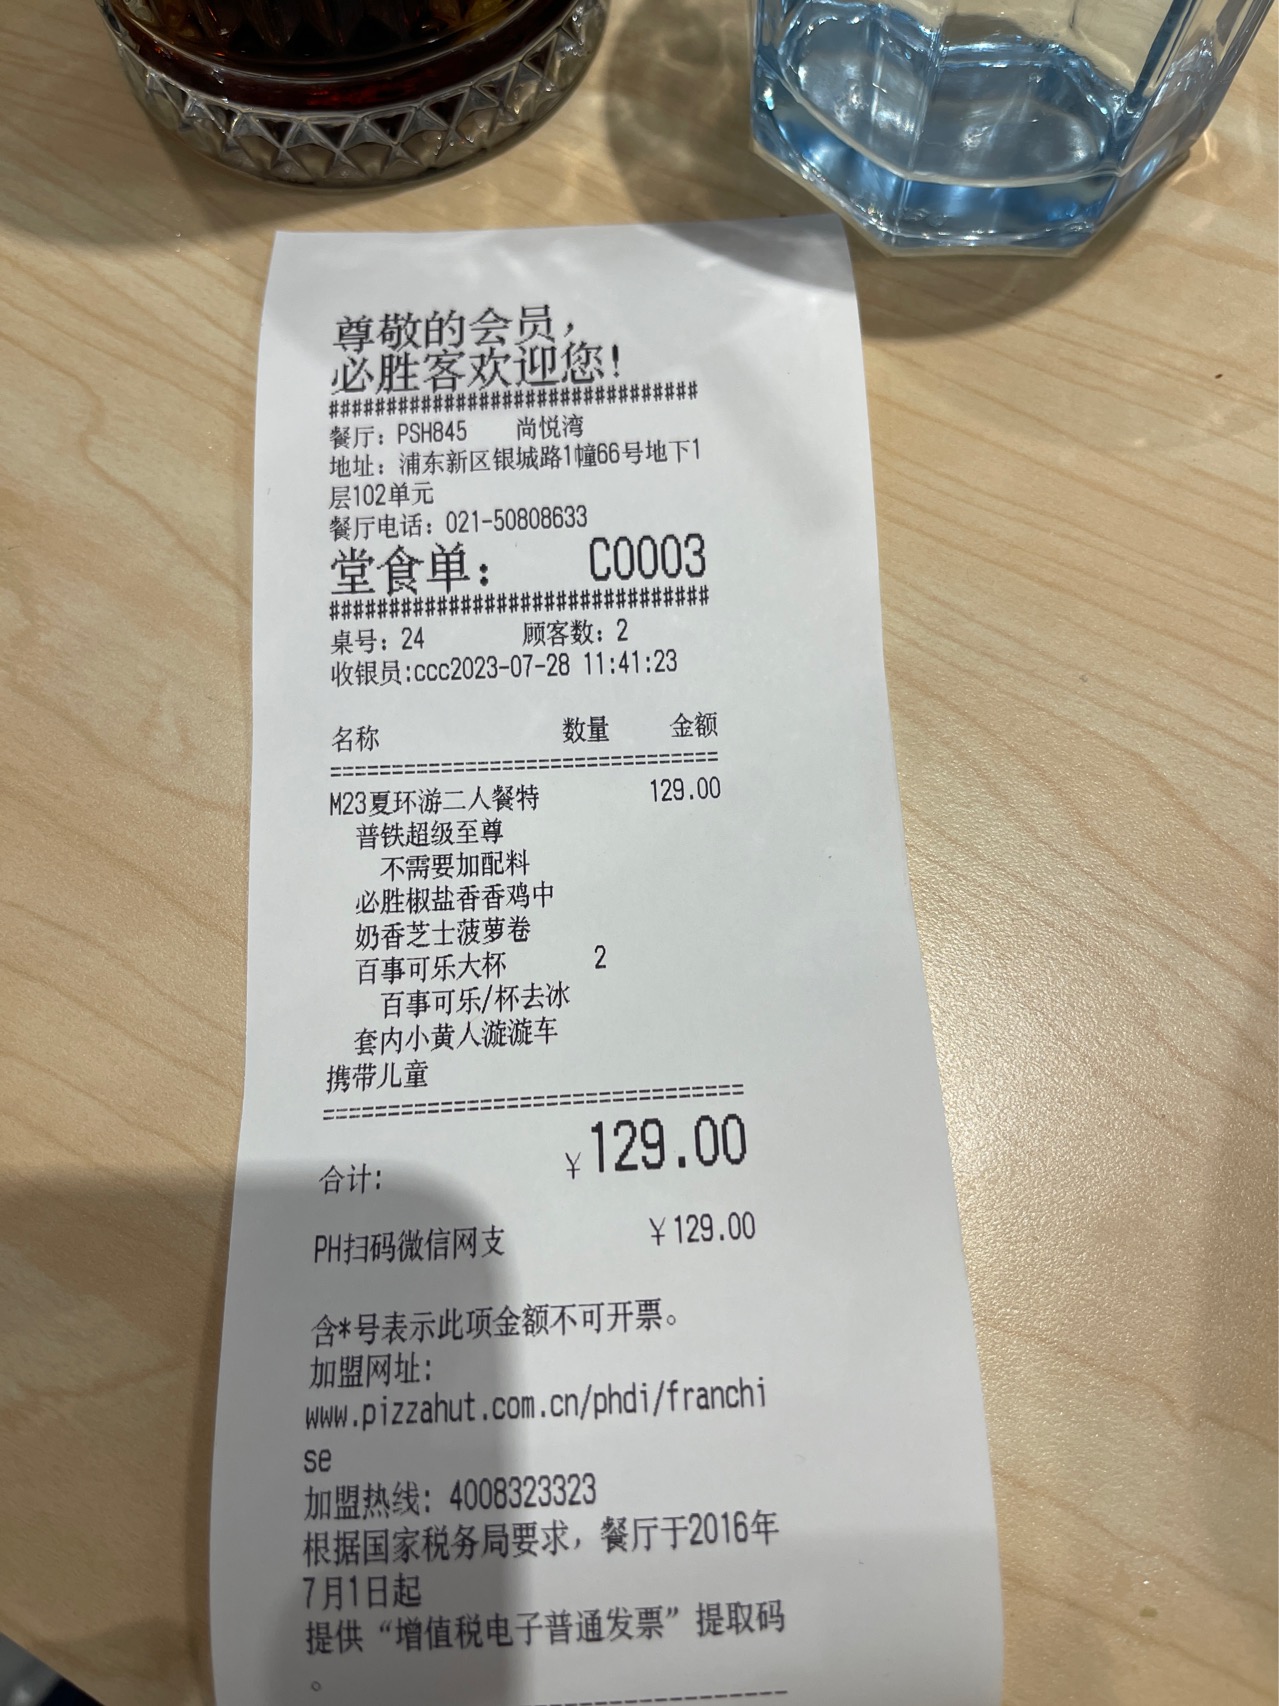 尊敬的会员，
必胜客欢迎您！
################################
餐厅：PSH845 尚悦湾
地址：浦东新区银城路1幢66号地下1
层102单元
餐厅电话：021-50808633
堂食单： C0003
################################
桌号：24 顾客数：2
收银员:ccc2023-07-28 11:41:23
名称 数量 金额
================================
M23夏环游二人餐特 129.00
普铁超级至尊
不需要加配料
必胜椒盐香香鸡中
奶香芝士菠萝卷
百事可乐大杯 2
百事可乐/杯去冰
套内小黄人漩漩车
携带儿童
================================
合计: ¥129.00
PH扫码微信网支 ¥129.00
含*号表示此项金额不可开票。
加盟网址:
www.pizzahut.com.cn/phdi/franchi
se
加盟热线: 4008323323
根据国家税务局要求，餐厅于2016年
7月1日起
提供“增值税电子普通发票”提取码
。